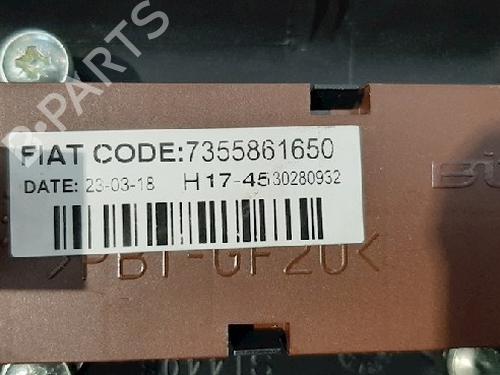 FIAT CODE:7355861650
DATE: 23-03-18 H17-45 30280932
>PBT-GF20<
B-PARTS